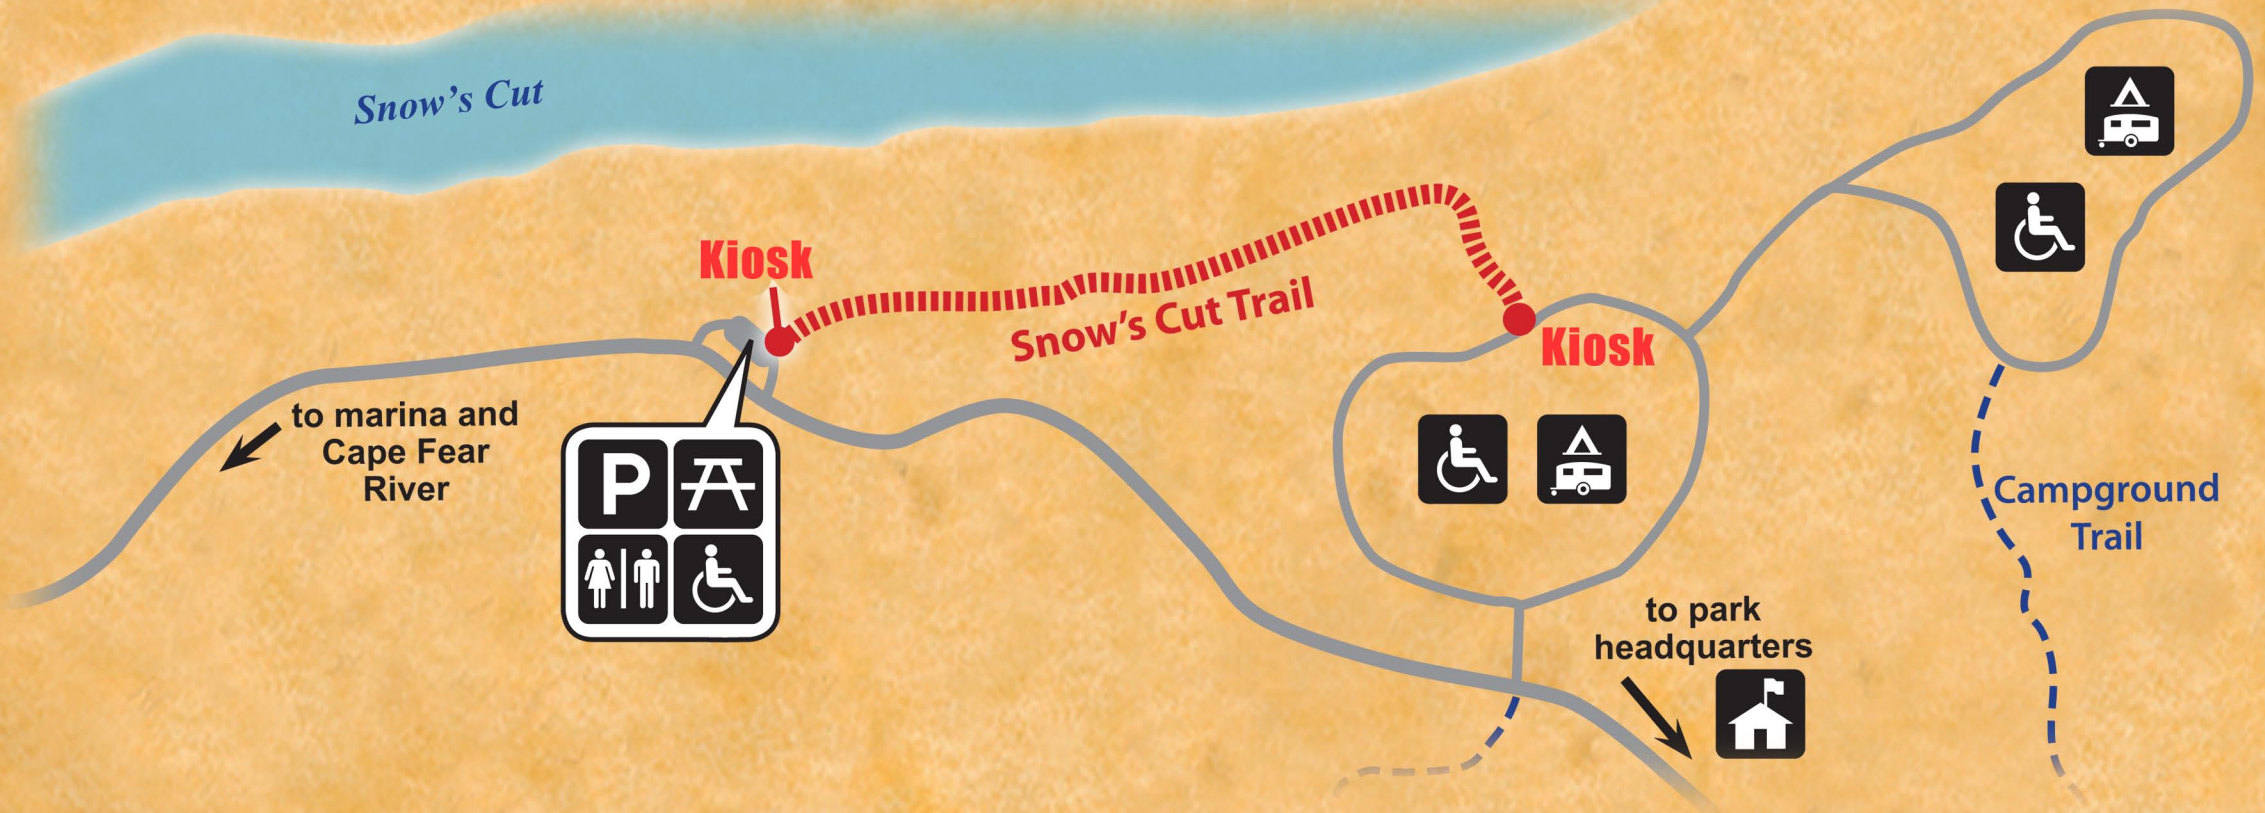 Snow's Cut
Kiosk
Snow's Cut Trail
Kiosk
to marina and
Cape Fear
River
P
Campground
Trail
to park
headquarters